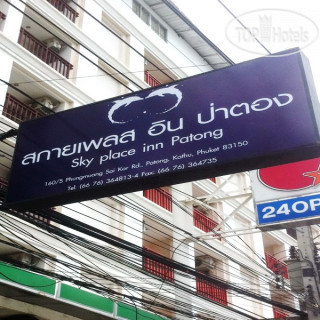 TOP Hotels
สกายเพลส อิน ป่าตอง
Sky place inn Patong
160/5 Phungmuang Sai Kor Rd., Patong, Kathu, Phuket 83150
Tel: (66 76) 364813-4 Fax: (66 76) 364735
24OP